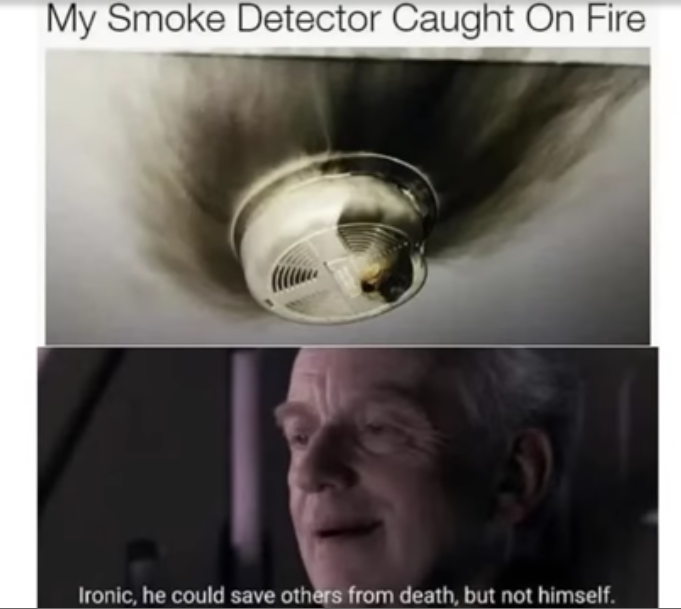 My Smoke Detector Caught On Fire
Ironic, he could save others from death, but not himself.